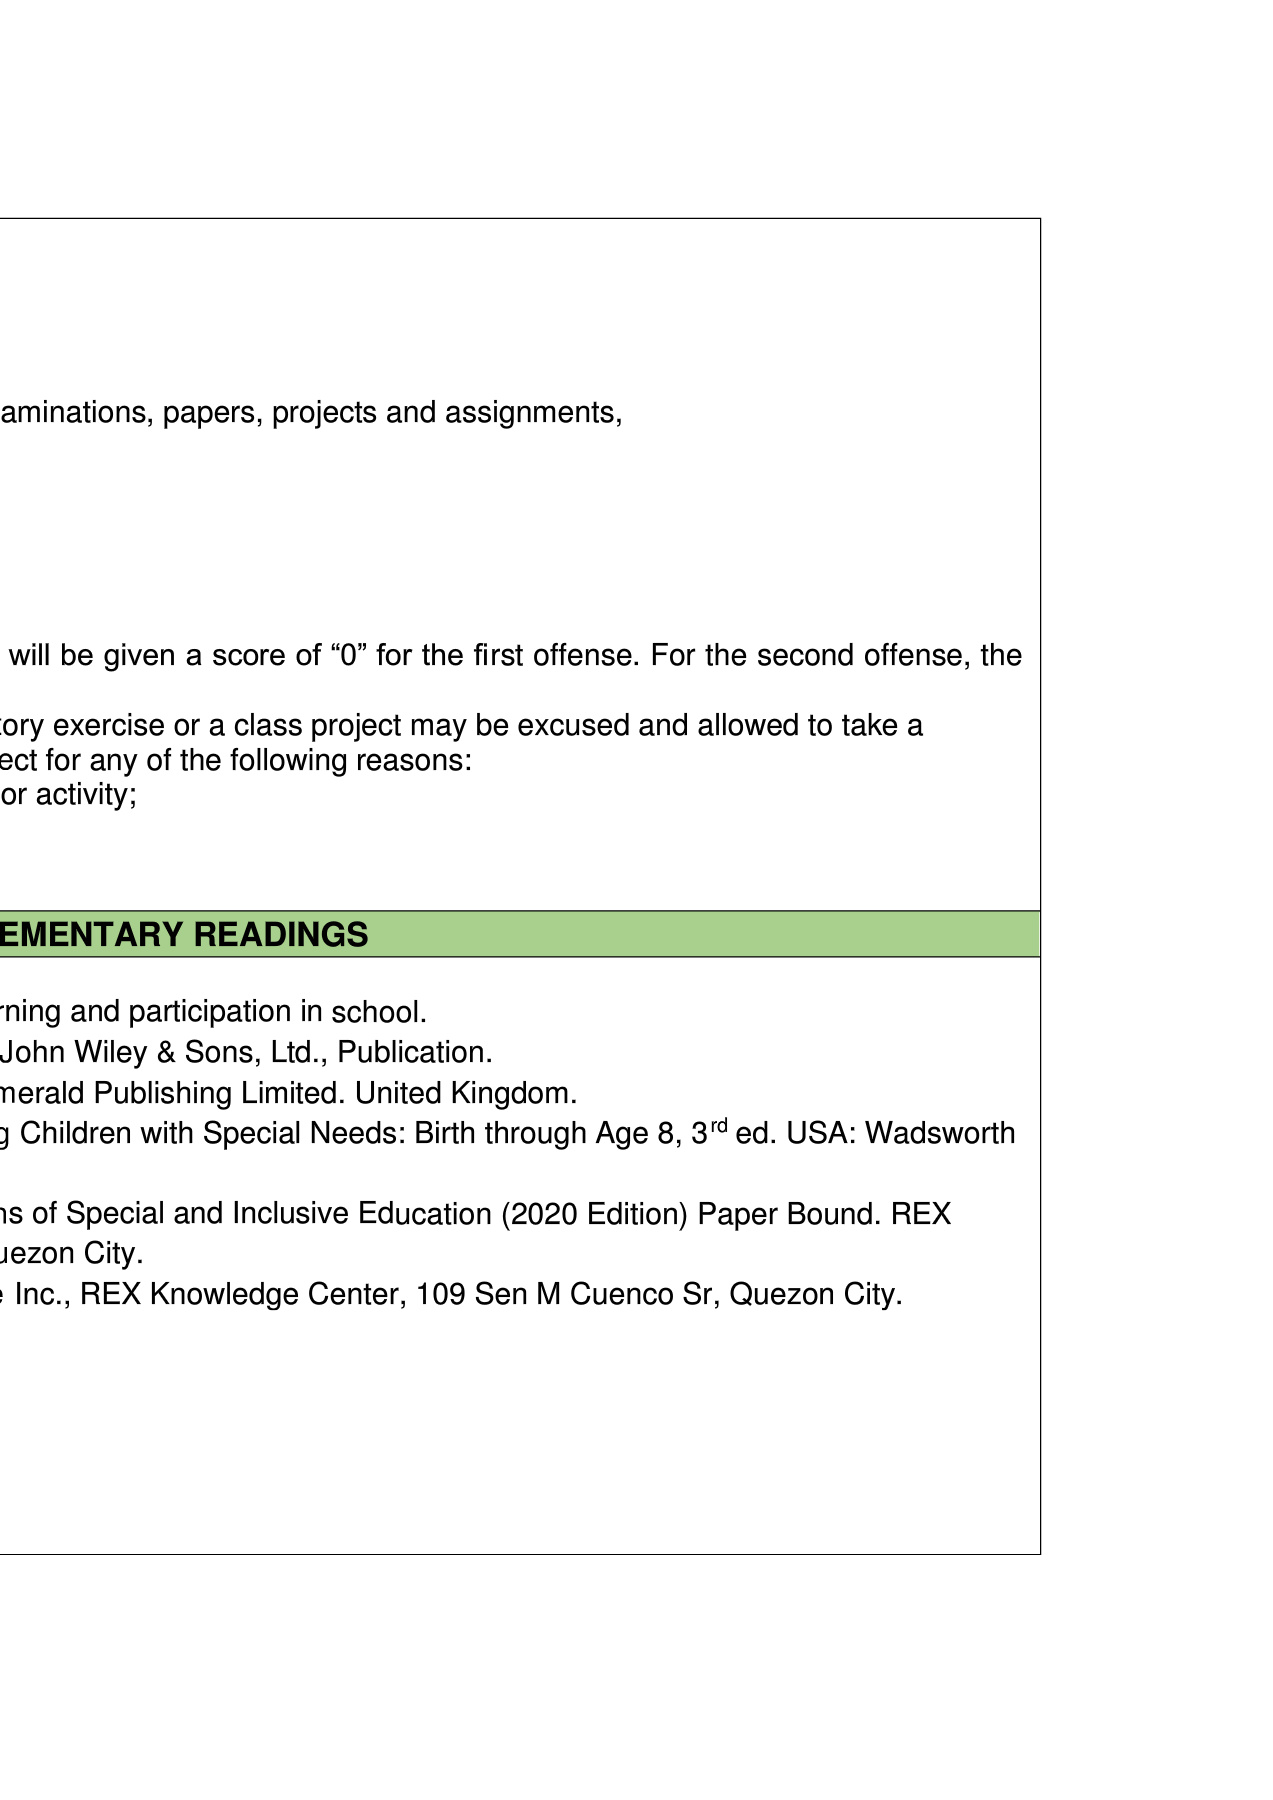 aminations, papers, projects and assignments,
will be given a score of “0” for the first offense. For the second offense, the
tory exercise or a class project may be excused and allowed to take a
ect for any of the following reasons:
or activity;
EMENTARY READINGS
rning and participation in school.
John Wiley & Sons, Ltd., Publication.
merald Publishing Limited. United Kingdom.
g Children with Special Needs: Birth through Age 8, 3rd ed. USA: Wadsworth
ns of Special and Inclusive Education (2020 Edition) Paper Bound. REX
uezon City.
e Inc., REX Knowledge Center, 109 Sen M Cuenco Sr, Quezon City.